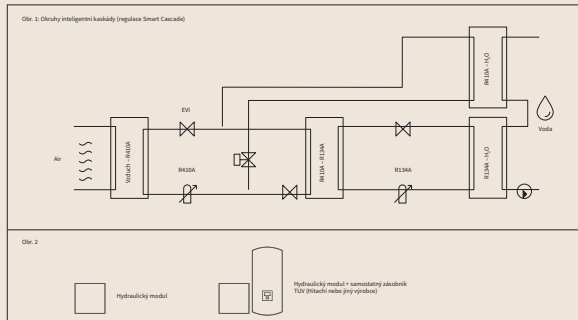 Obr. 1: Okruhy inteligentní kaskády (regulace Smart Cascade)
R410A - H₂O
EVI
Voda
Air
Vzduch - R410A
R410A
R410A - R134A
R134A
R134A - H₂O
Obr. 2
Hydraulický modul
Hydraulický modul + samostatný zásobník
TÚV (Hitachi nebo jiný výrobce)